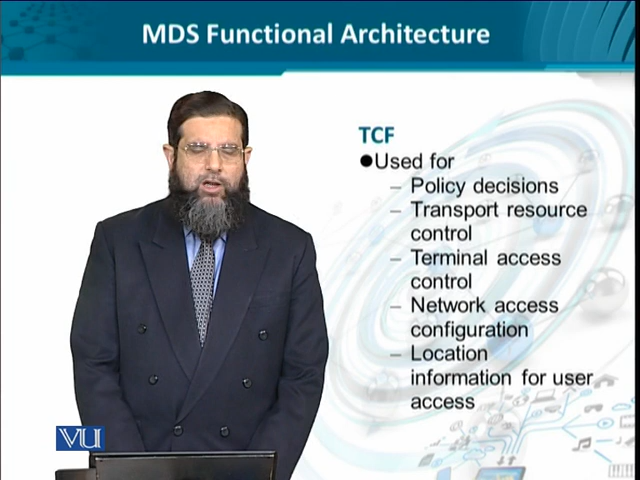 MDS Functional Architecture
TCF
●Used for
– Policy decisions
– Transport resource
control
– Terminal access
control
– Network access
configuration
– Location
information for user
access
VU